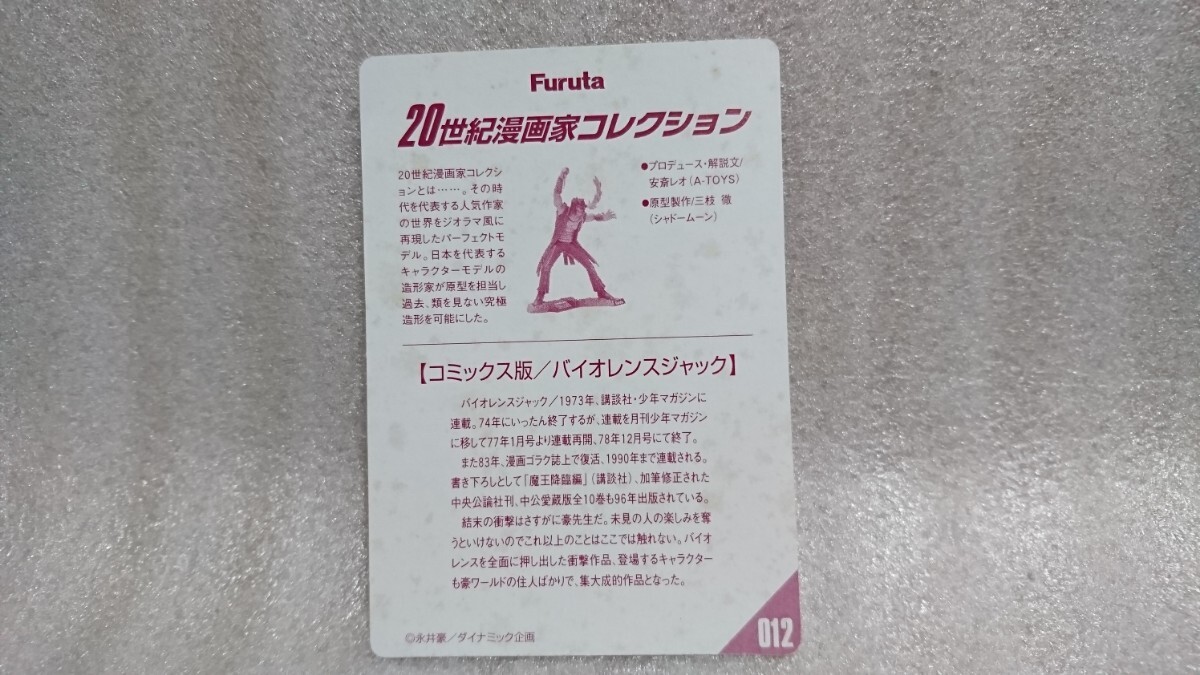 Furuta
20世紀漫画家コレクション
20世紀漫画家コレクシ
ョンとは……。その時
代を代表する人気作家
の世界をジオラマ風に
再現したパーフェクトモ
デル。日本を代表する
キャラクターモデルの
造形家が原型を担当し
過去、類を見ない究極
造形を可能にした。
●プロデュース・解説文/
安斎レオ(A-TOYS)
●原型製作/三枝 徹
(シャドームーン)
【コミックス版/バイオレンスジャック】
バイオレンスジャック/1973年、講談社・少年マガジンに
連載。74年にいったん終了するが、連載を月刊少年マガジン
に移して77年1月号より連載再開、78年12月号にて終了。
また83年、漫画ゴラク誌上で復活、1990年まで連載される。
書き下ろしとして「魔王降臨編」(講談社)、加筆修正された
中央公論社刊、中公愛蔵版全10巻も96年出版されている。
結末の衝撃はさすがに豪先生だ。未見の人の楽しみを奪
うといけないのでこれ以上のことはここでは触れない。バイオ
レンスを全面に押し出した衝撃作品、登場するキャラクター
も豪ワールドの住人ばかりで、集大成的作品となった。
©永井豪/ダイナミック企画
012